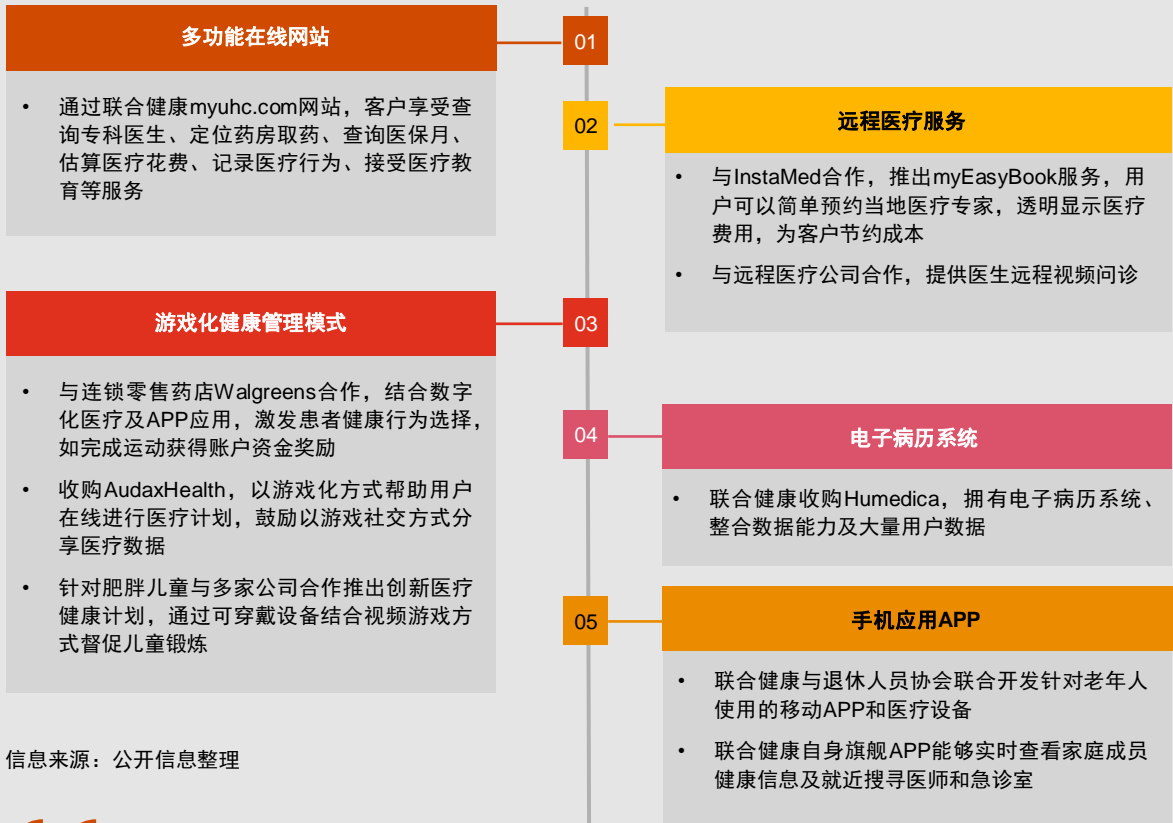 多功能在线网站
01
• 通过联合健康myuhc.com网站，客户享受查
询专科医生、定位药房取药、查询医保月、
估算医疗花费、记录医疗行为、接受医疗教
育等服务
02
远程医疗服务
• 与InstaMed合作，推出myEasyBook服务，用
户可以简单预约当地医疗专家，透明显示医疗
费用，为客户节约成本
• 与远程医疗公司合作，提供医生远程视频问诊
游戏化健康管理模式
03
• 与连锁零售药店Walgreens合作，结合数字
化医疗及APP应用，激发患者健康行为选择，
如完成运动获得账户资金奖励
• 收购AudaxHealth，以游戏化方式帮助用户
在线进行医疗计划，鼓励以游戏社交方式分
享医疗数据
• 针对肥胖儿童与多家公司合作推出创新医疗
健康计划，通过可穿戴设备结合视频游戏方
式督促儿童锻炼
04
电子病历系统
• 联合健康收购Humedica，拥有电子病历系统、
整合数据能力及大量用户数据
05
手机应用APP
• 联合健康与退休人员协会联合开发针对老年人
使用的移动APP和医疗设备
• 联合健康自身旗舰APP能够实时查看家庭成员
健康信息及就近搜寻医师和急诊室
信息来源：公开信息整理